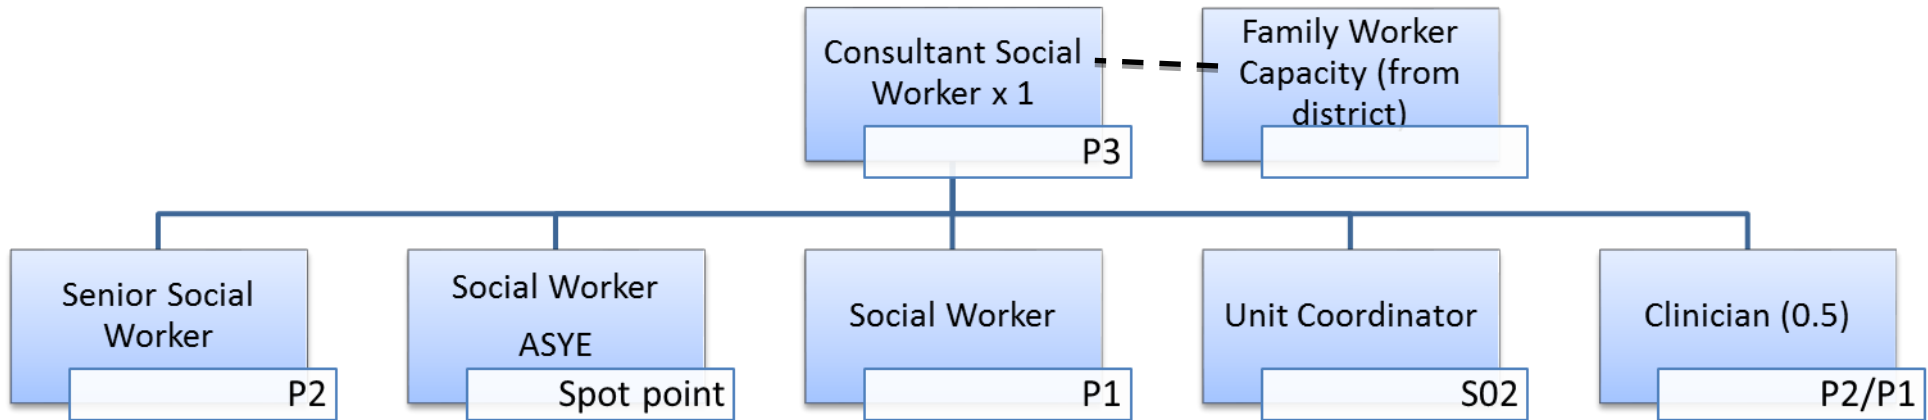 Consultant Social
Worker x 1
P3
Family Worker
Capacity (from
district)
Senior Social
Worker
P2
Social Worker
ASYE
Spot point
Social Worker
P1
Unit Coordinator
S02
Clinician (0.5)
P2/P1